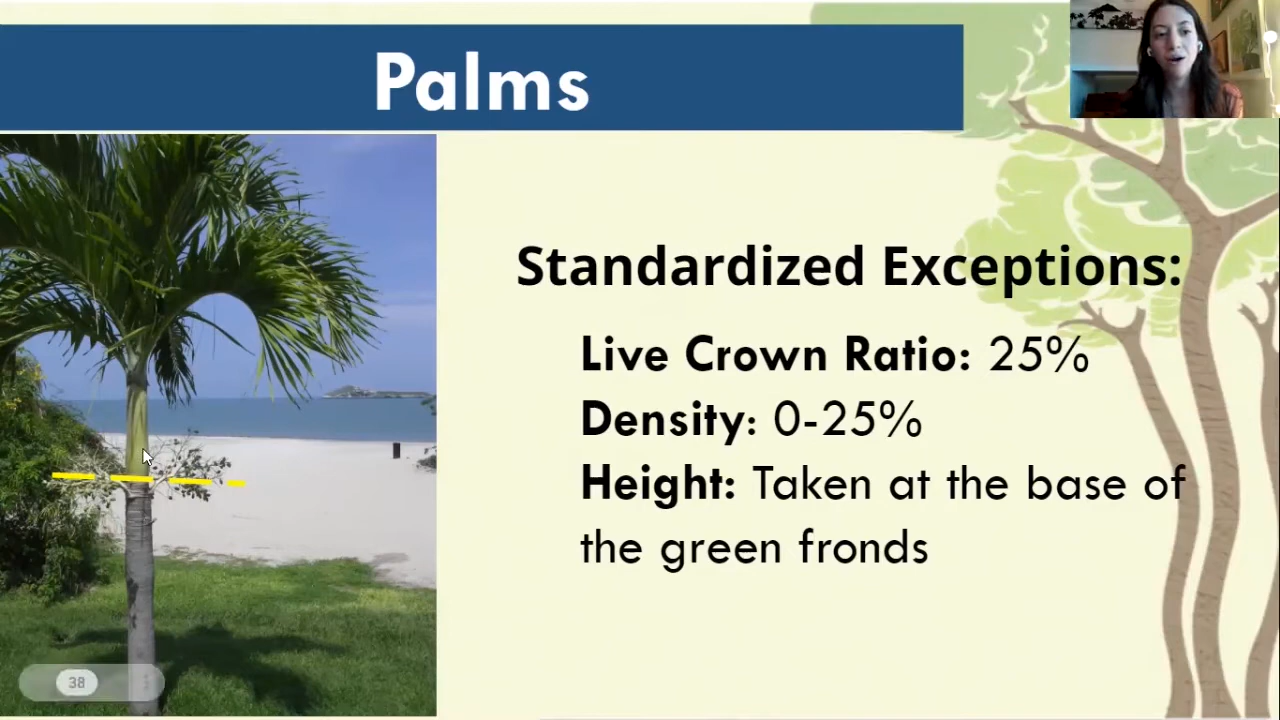 Palms
Standardized Exceptions:
Live Crown Ratio: 25%
Density: 0-25%
Height: Taken at the base of
the green fronds
38